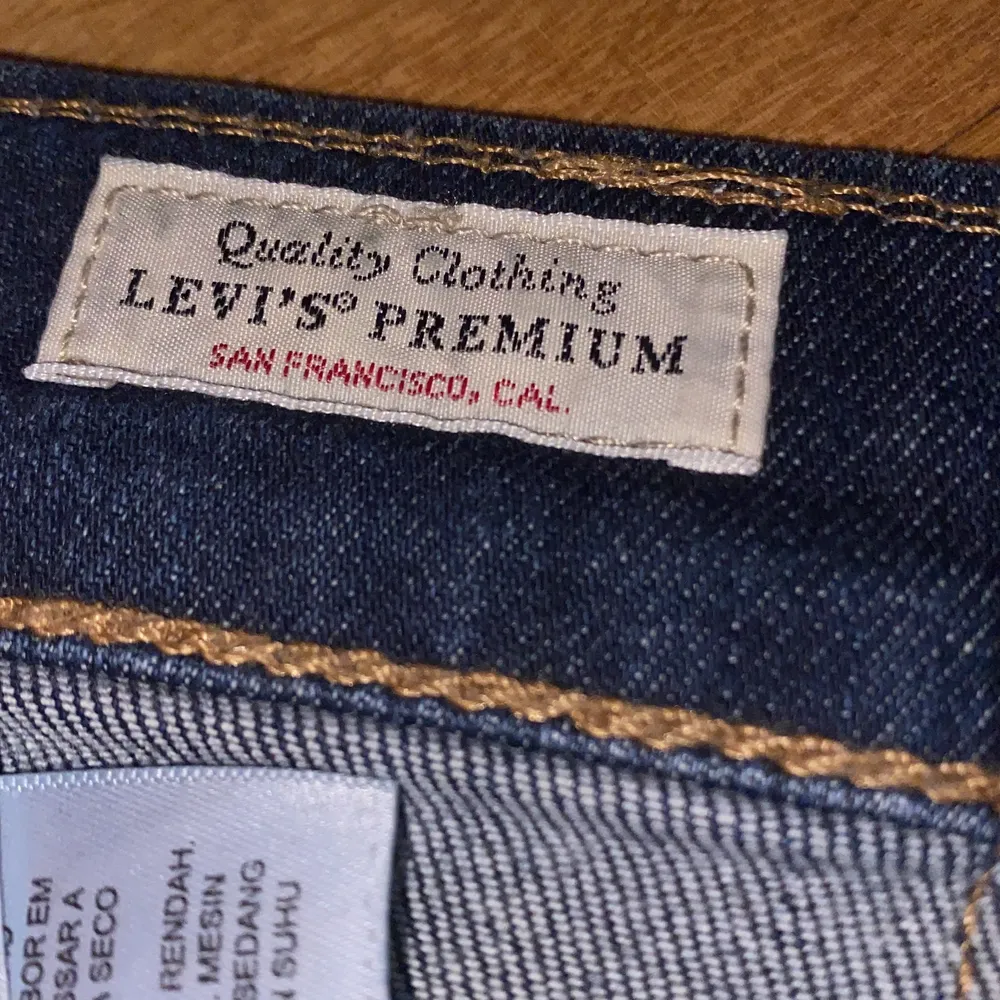 Quality Clothing
LEVI'S® PREMIUM
SAN FRANCISCO, CAL.
BOR EM
SSAR A
A SECO
RENDAH.
MESIN
SEDANG
N SUHU